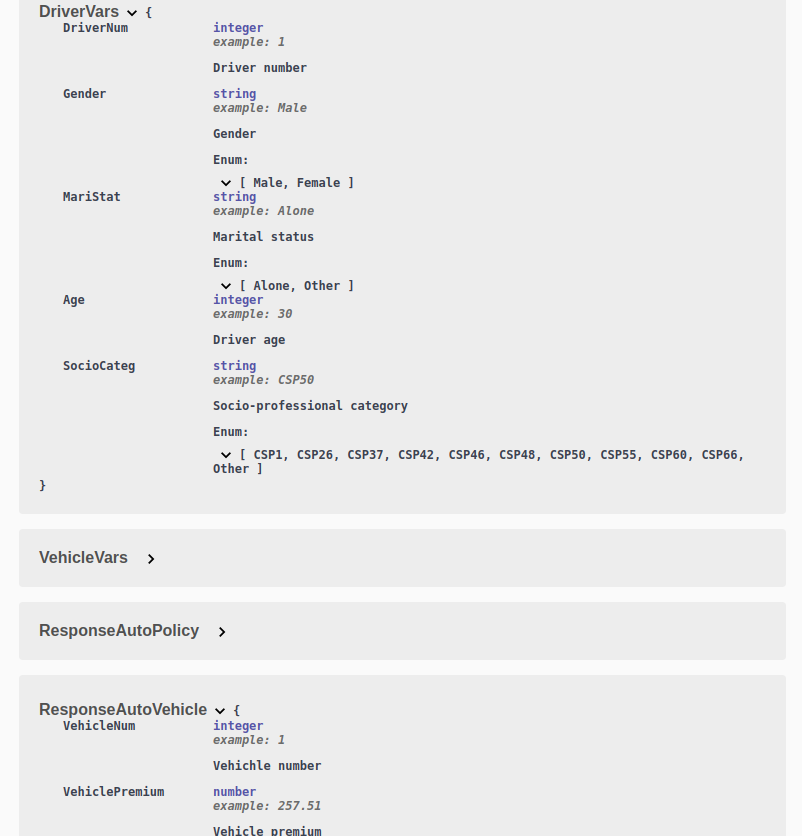 DriverVars {
DriverNum integer
example: 1
Driver number
Gender string
example: Male
Gender
Enum:
[ Male, Female ]
MariStat string
example: Alone
Marital status
Enum:
[ Alone, Other ]
Age integer
example: 30
Driver age
SocioCateg string
example: CSP50
Socio-professional category
Enum:
[ CSP1, CSP26, CSP37, CSP42, CSP46, CSP48, CSP50, CSP55, CSP60, CSP66,
Other ]
}
VehicleVars
ResponseAutoPolicy
ResponseAutoVehicle {
VehicleNum integer
example: 1
Vehichle number
VehiclePremium number
example: 257.51
Vehicle premium